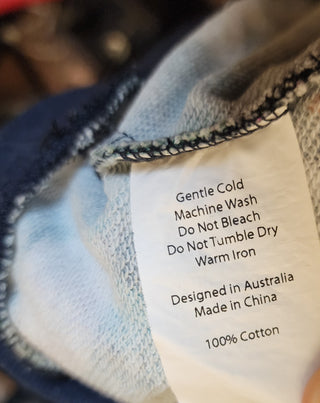 Gentle Cold
Machine Wash
Do Not Bleach
Do Not Tumble Dry
Warm Iron
Designed in Australia
Made in China
100% Cotton